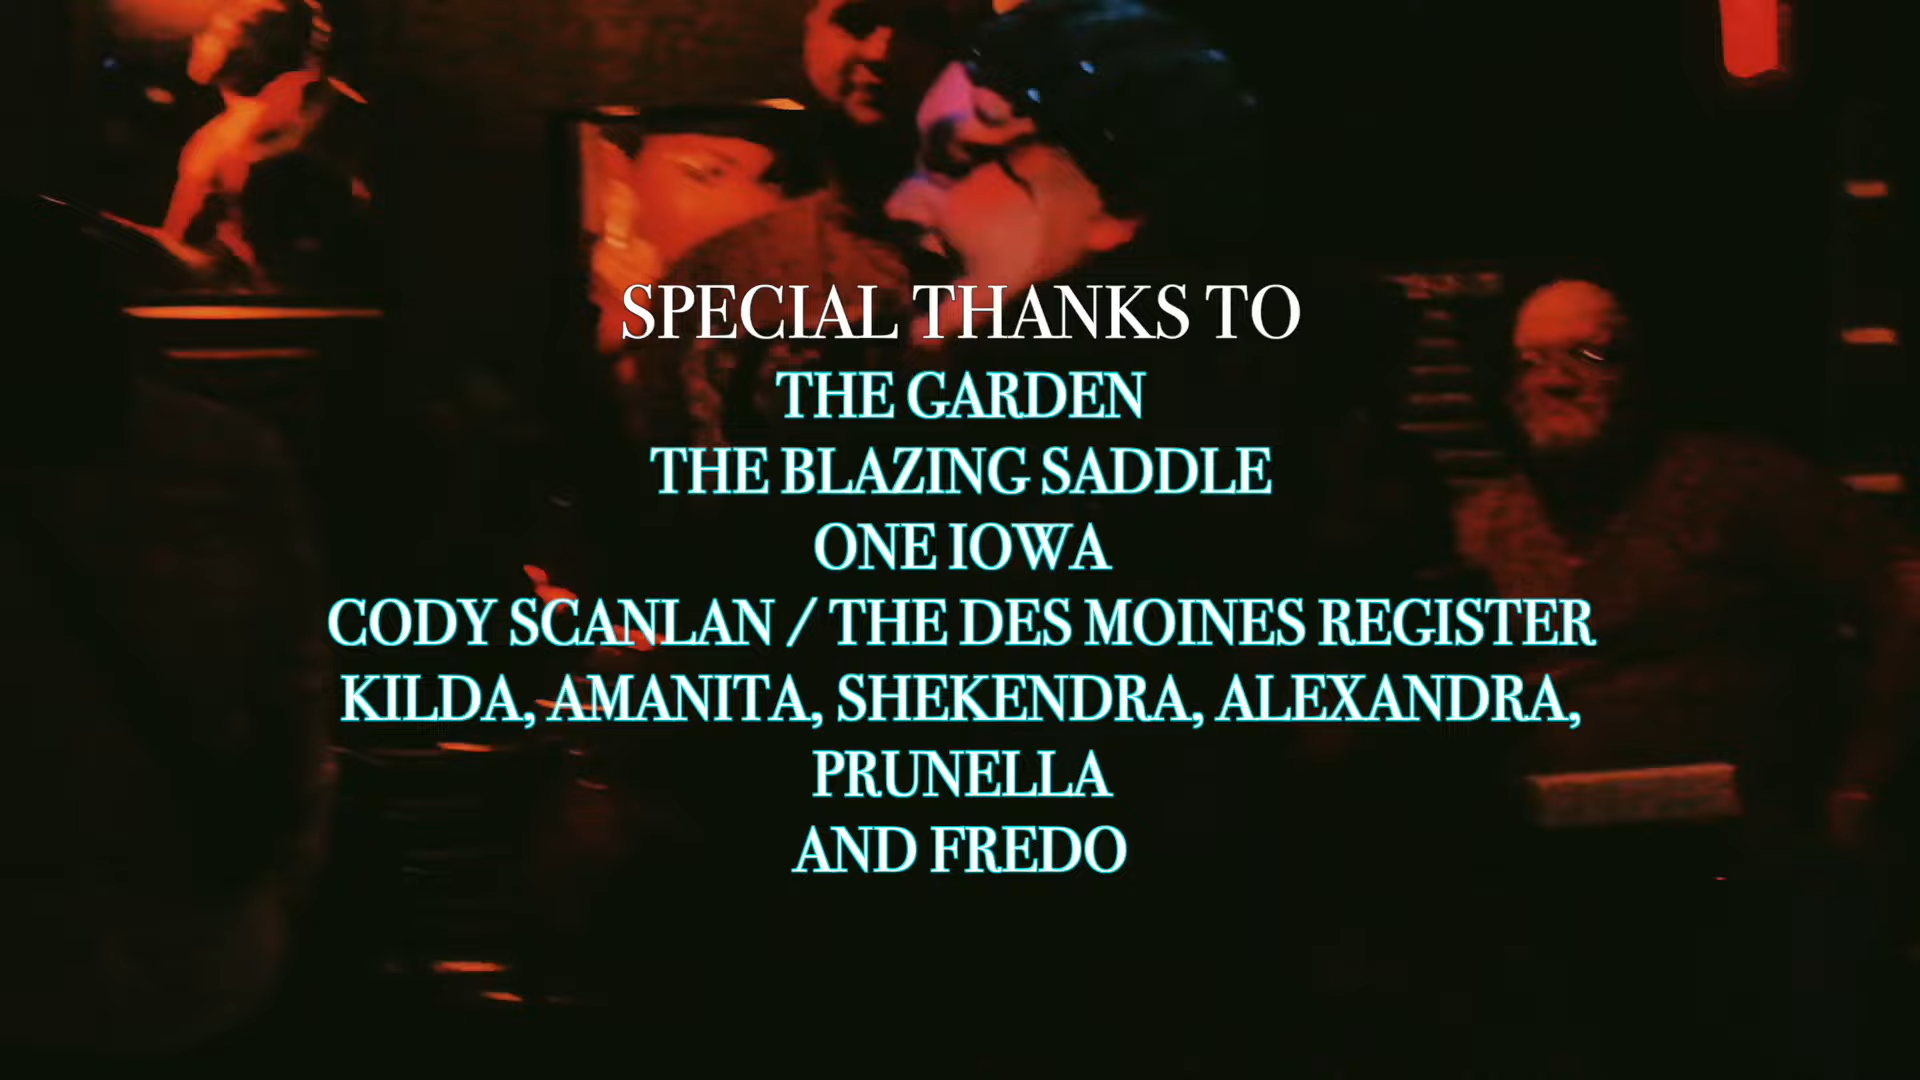 SPECIAL THANKS TO
THE GARDEN
THE BLAZING SADDLE
ONE IOWA
CODY SCANLAN / THE DES MOINES REGISTER
KILDA, AMANITA, SHEKENDRA, ALEXANDRA,
PRUNELLA
AND FREDO